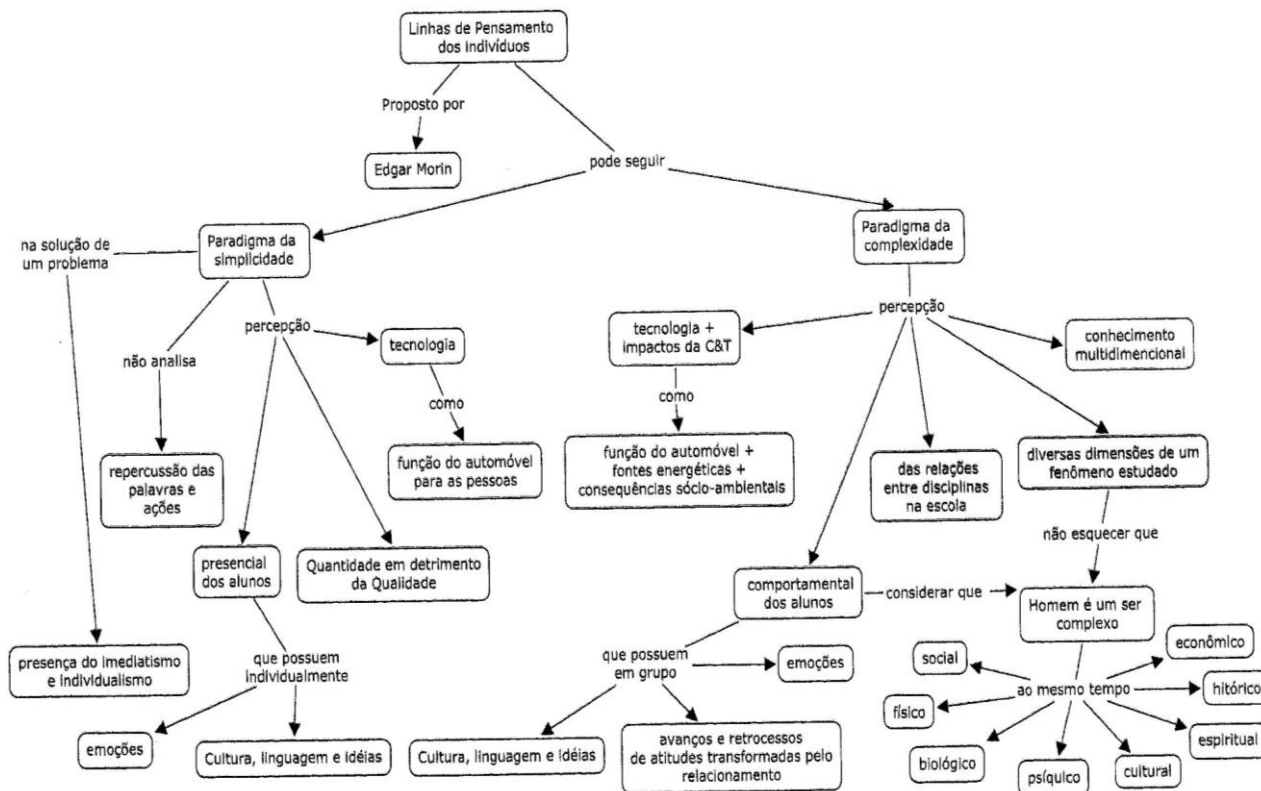 Linhas de Pensamento
dos indivíduos
Proposto por
Edgar Morin
pode seguir
na solução de
um problema
Paradigma da
simplicidade
Paradigma da
complexidade
percepção
não analisa
tecnologia
como
repercussão das
palavras e
ações
função do automóvel
para as pessoas
presencial
dos alunos
Quantidade em detrimento
da Qualidade
presença do imediatismo
e individualismo
que possuem
individualmente
emoções
Cultura, linguagem e idéias
percepção
tecnologia +
impactos da C&T
conhecimento
multidimencional
como
função do automóvel +
fontes energéticas +
consequências sócio-ambientais
das relações
entre disciplinas
na escola
diversas dimensões de um
fenômeno estudado
não esquecer que
comportamental
dos alunos
considerar que
Homem é um ser
complexo
que possuem
em grupo
emoções
Cultura, linguagem e idéias
avanços e retrocessos
de atitudes transformadas pelo
relacionamento
ao mesmo tempo
social
econômico
físico
hitórico
biológico
psíquico
cultural
espiritual